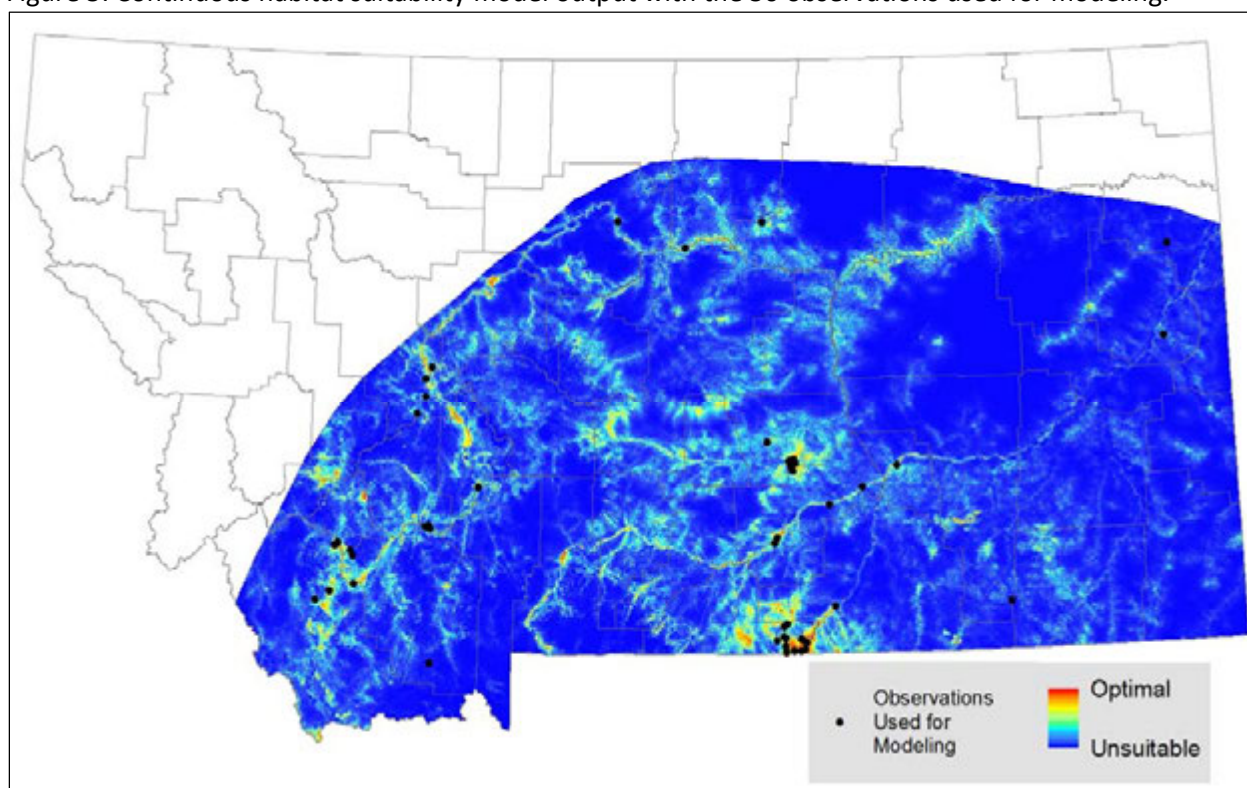 Observations
Used for
Modeling
Optimal
Unsuitable